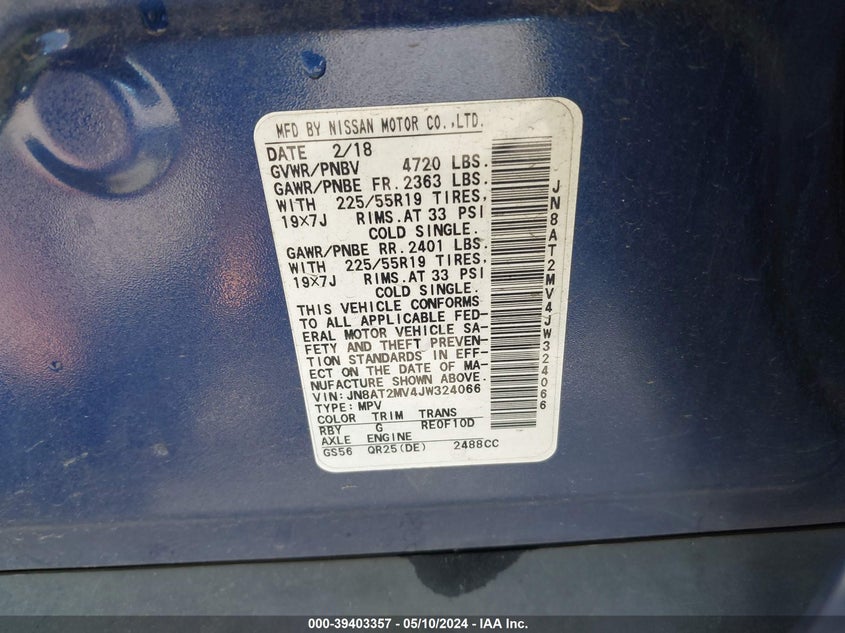 MFD BY NISSAN MOTOR CO.,LTD.
DATE 2/18
GVWR/PNBV 4720 LBS.
GAWR/PNBE FR. 2363 LBS.
WITH 225/55R19 TIRES,
19X7J RIMS.AT 33 PSI
COLD SINGLE.
GAWR/PNBE RR. 2401 LBS.
WITH 225/55R19 TIRES,
19X7J RIMS.AT 33 PSI
COLD SINGLE.
THIS VEHICLE CONFORMS
TO ALL APPLICABLE FED-
ERAL MOTOR VEHICLE SA-
FETY AND THEFT PREVEN-
TION STANDARDS IN EFF-
ECT ON THE DATE OF MA-
NUFACTURE SHOWN ABOVE.
VIN: JN8AT2MV4JW324066
TYPE: MPV
COLOR TRIM TRANS
RBY G RE0F10D
AXLE ENGINE
GS56 QR25(DE) 2488CC
JN8AT2MV4JW324066
000-39403357 - 05/10/2024 - IAA Inc.